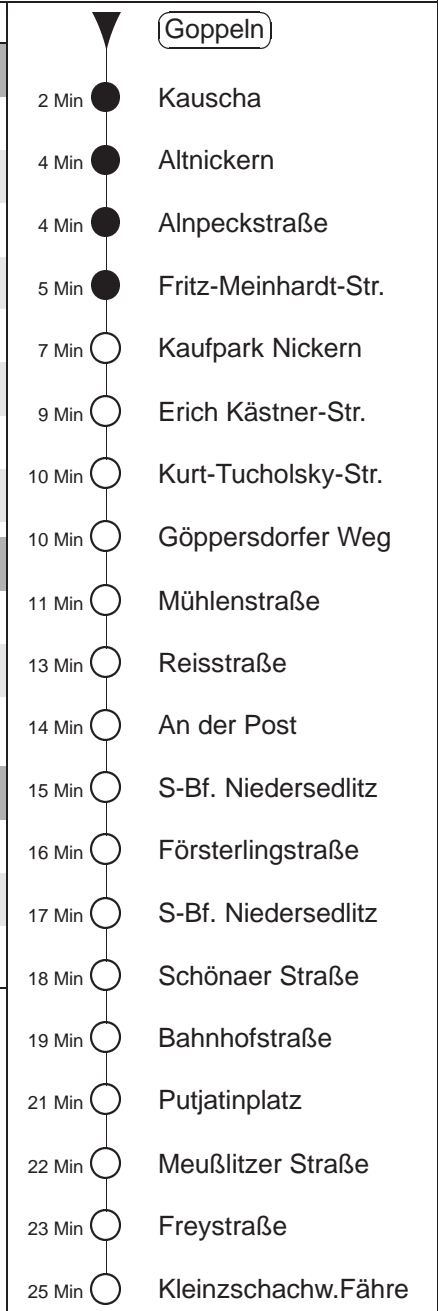 Goppeln
2 Min Kauscha
4 Min Altnickern
4 Min Alnpeckstraße
5 Min Fritz-Meinhardt-Str.
7 Min Kaufpark Nickern
9 Min Erich Kästner-Str.
10 Min Kurt-Tucholsky-Str.
10 Min Göppersdorfer Weg
11 Min Mühlenstraße
13 Min Reisstraße
14 Min An der Post
15 Min S-Bf. Niedersedlitz
16 Min Försterlingstraße
17 Min S-Bf. Niedersedlitz
18 Min Schönaer Straße
19 Min Bahnhofstraße
21 Min Putjatinplatz
22 Min Meußlitzer Straße
23 Min Freystraße
25 Min Kleinzschachw.Fähre